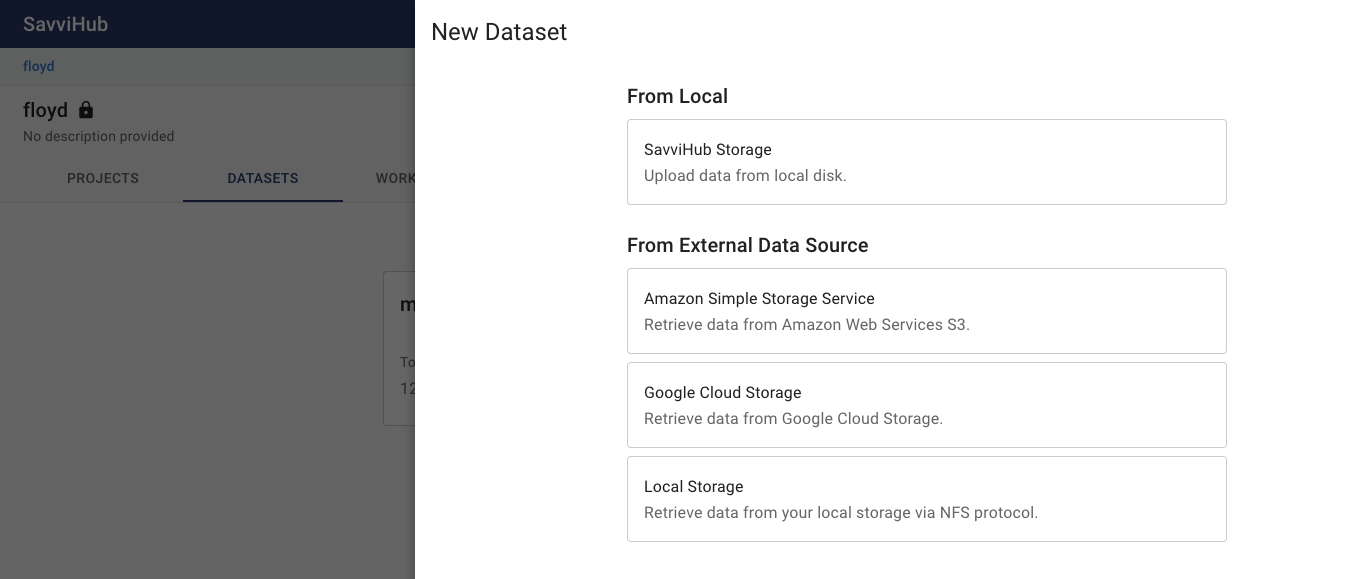 SavviHub
floyd
floyd
No description provided
PROJECTS
DATASETS
WORK
To
12
New Dataset
From Local
SavviHub Storage
Upload data from local disk.
From External Data Source
Amazon Simple Storage Service
Retrieve data from Amazon Web Services S3.
Google Cloud Storage
Retrieve data from Google Cloud Storage.
Local Storage
Retrieve data from your local storage via NFS protocol.